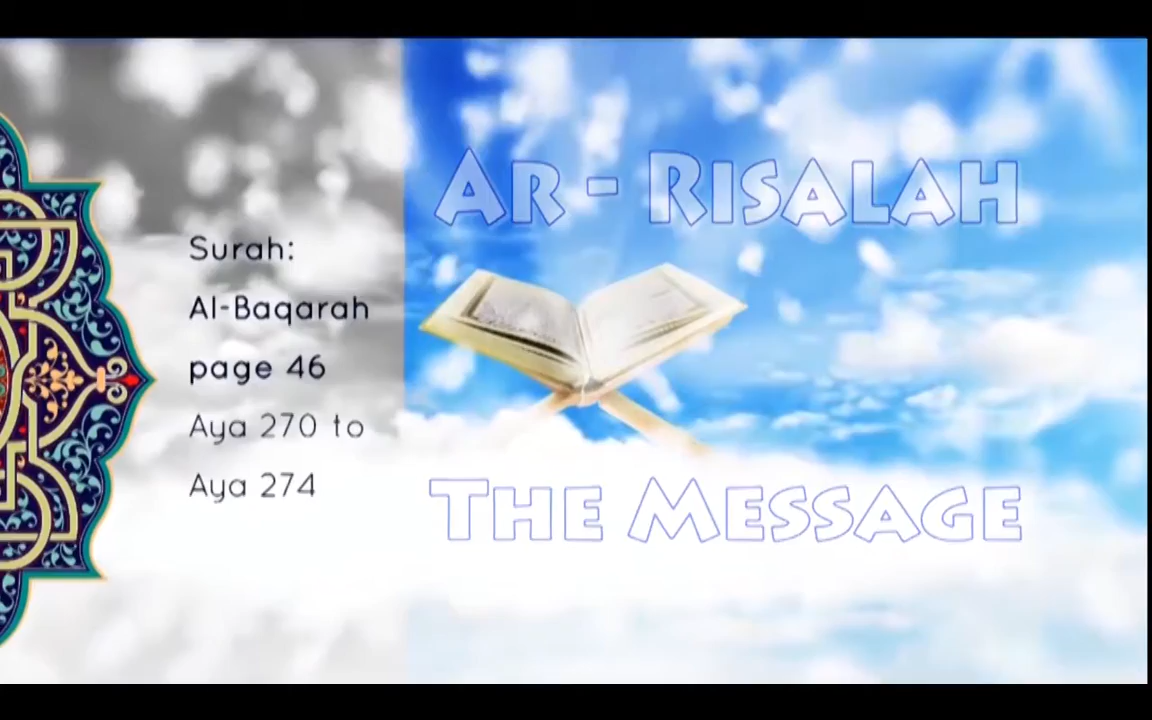 Surah:
Al-Baqarah
page 46
Aya 270 to
Aya 274
AR - RISALAH
THE MESSAGE